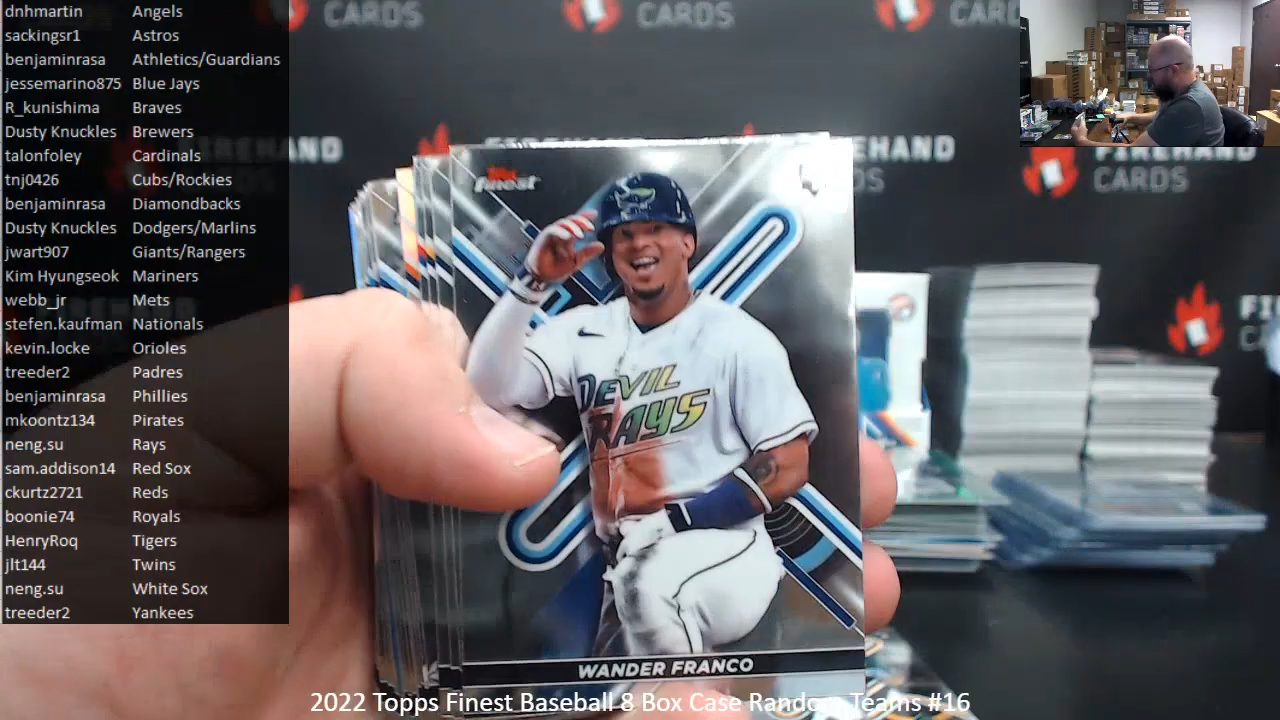 dnhmartin Angels
sackingsr1 Astros
benjaminrasa Athletics/Guardians
jessemarino875 Blue Jays
R_kunishima Braves
Dusty Knuckles Brewers
talonfoley Cardinals
tnj0426 Cubs/Rockies
benjaminrasa Diamondbacks
Dusty Knuckles Dodgers/Marlins
jwart907 Giants/Rangers
Kim Hyungseok Mariners
webb_jr Mets
stefen.kaufman Nationals
kevin.locke Orioles
treeder2 Padres
benjaminrasa Phillies
mkoontz134 Pirates
neng.su Rays
sam.addison14 Red Sox
ckurtz2721 Reds
boonie74 Royals
HenryRoq Tigers
jlt144 Twins
neng.su White Sox
treeder2 Yankees
CARDS
CARDS
FIREHAND
CARDS
Topps
finest
DEVIL
RAYS
WANDER FRANCO
2022 Topps Finest Baseball 8 Box Case Random Teams #16